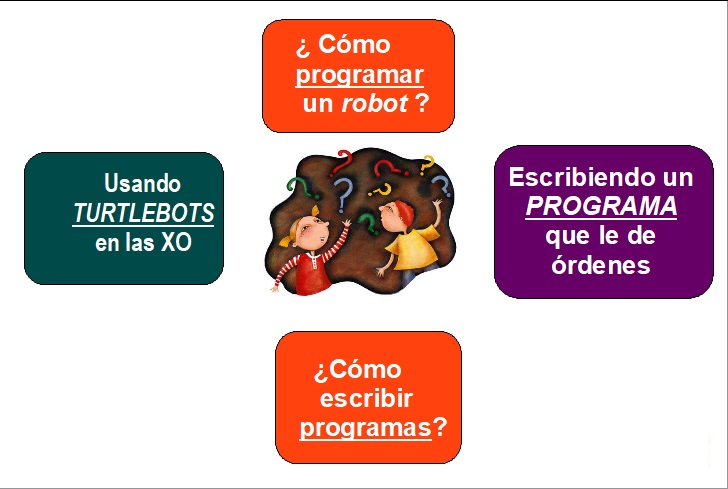 ¿ Cómo
programar
un robot ?
Escribiendo un
PROGRAMA
que le de
órdenes
¿Cómo
escribir
programas?
Usando
TURTLEBOTS
en las XO